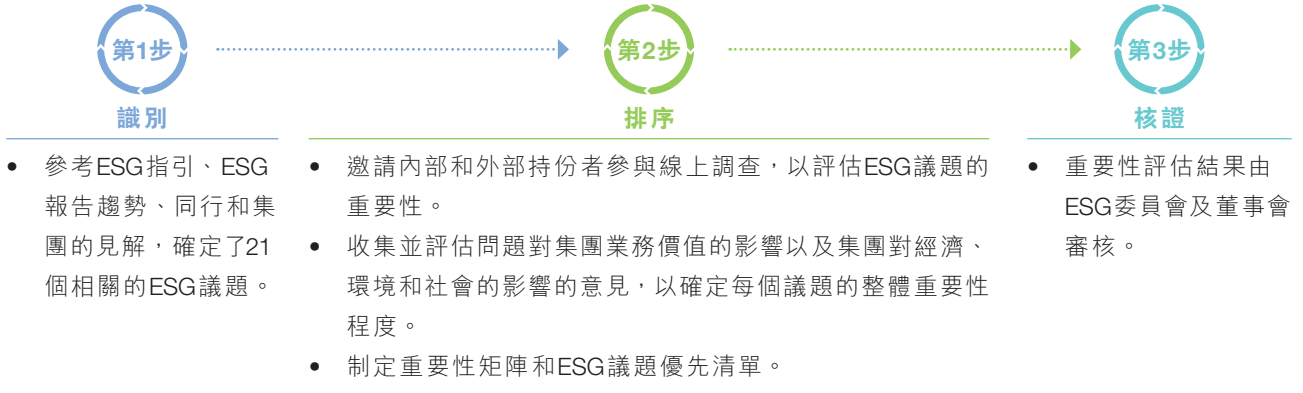 第1步
識別
• 參考ESG指引、ESG
報告趨勢、同行和集
團的見解，確定了21
個相關的ESG議題。
第2步
排序
• 邀請內部和外部持份者參與線上調查，以評估ESG議題的
重要性。
• 收集並評估問題對集團業務價值的影響以及集團對經濟、
環境和社會的影響的意見，以確定每個議題的整體重要性
程度。
• 制定重要性矩陣和ESG議題優先清單。
第3步
核證
• 重要性評估結果由
ESG委員會及董事會
審核。